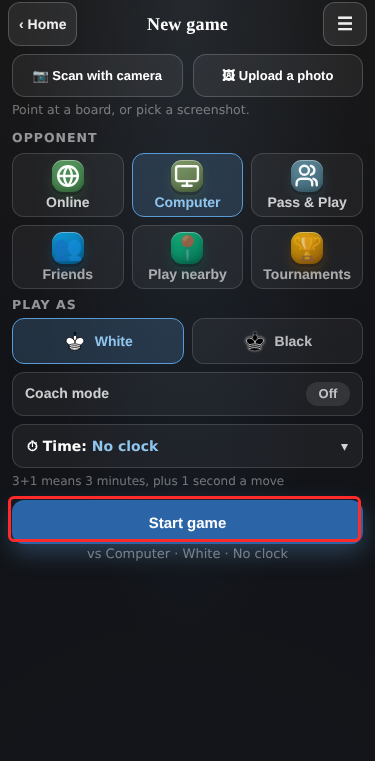 ‹ Home
New game
☰
📷 Scan with camera
🖼 Upload a photo
Point at a board, or pick a screenshot.
OPPONENT
Online
Computer
Pass & Play
Friends
Play nearby
Tournaments
PLAY AS
White
Black
Coach mode
Off
⏱ Time: No clock ▼
3+1 means 3 minutes, plus 1 second a move
Start game
vs Computer · White · No clock